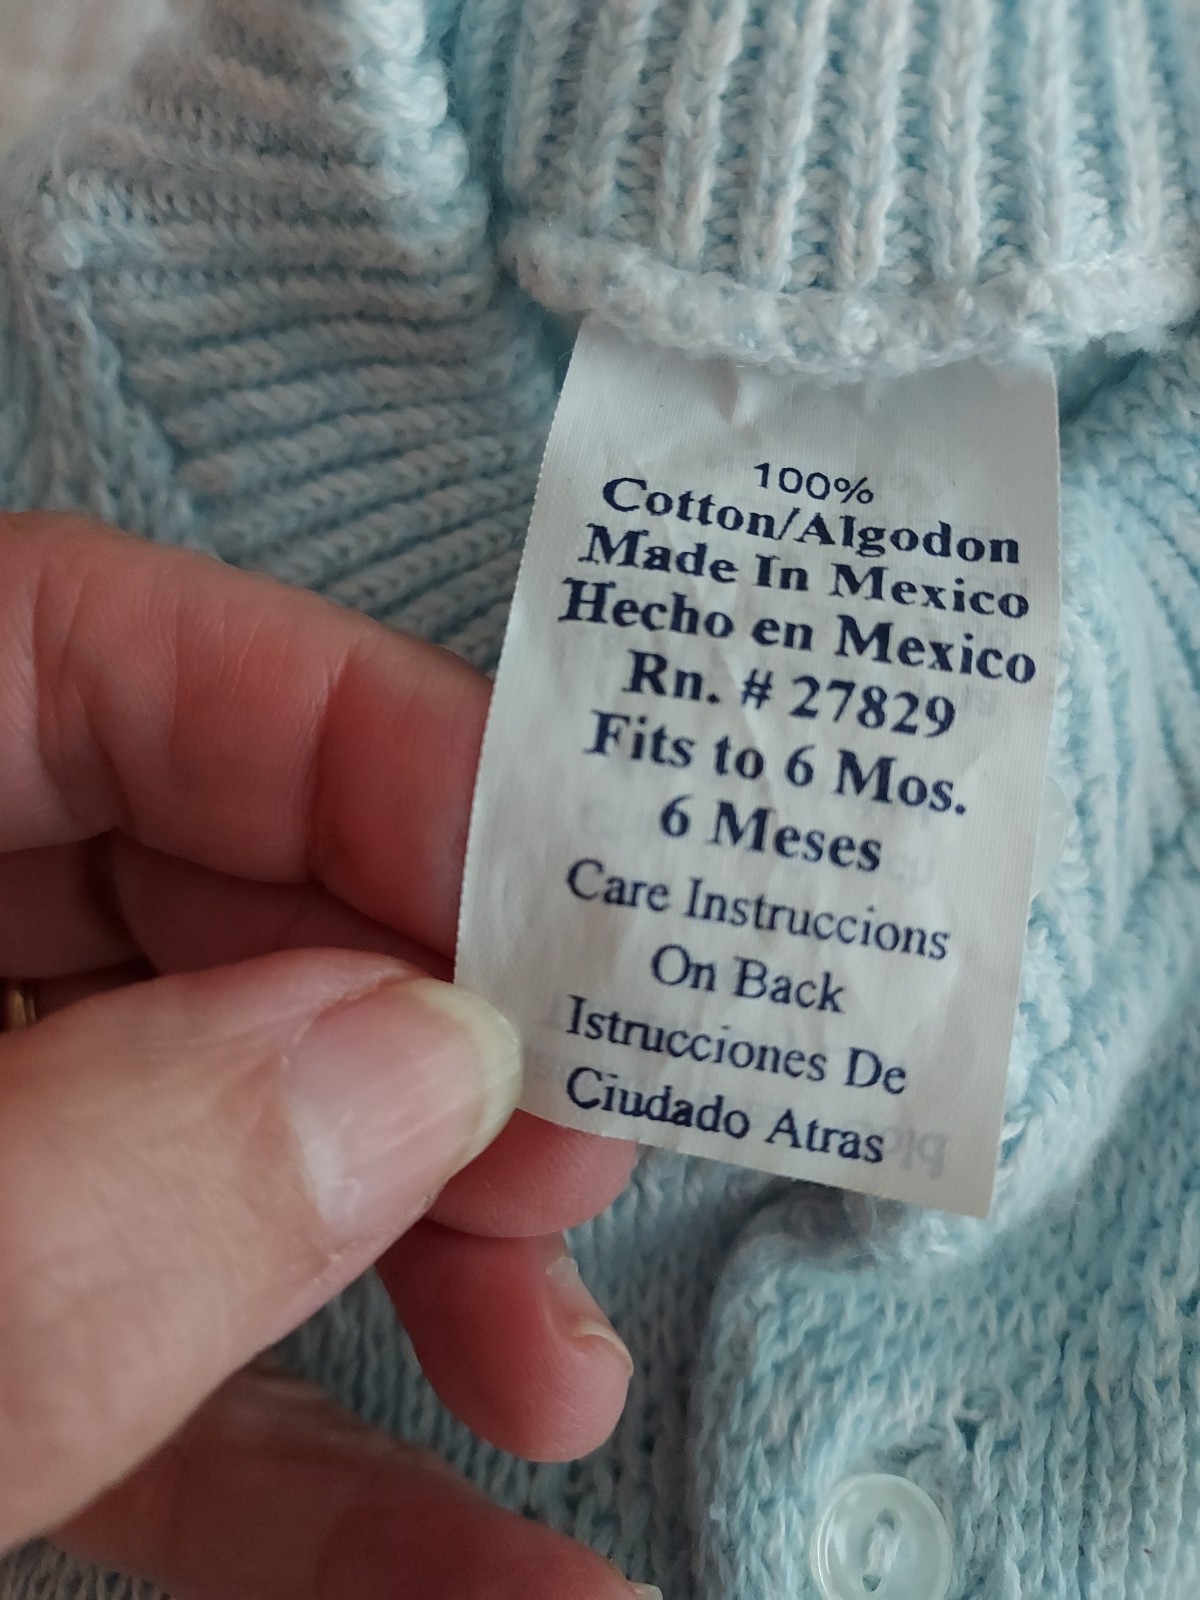 100%
Cotton/Algodon
Made In Mexico
Hecho en Mexico
Rn. # 27829
Fits to 6 Mos.
6 Meses
Care Instruccions
On Back
Istrucciones De
Ciudado Atras